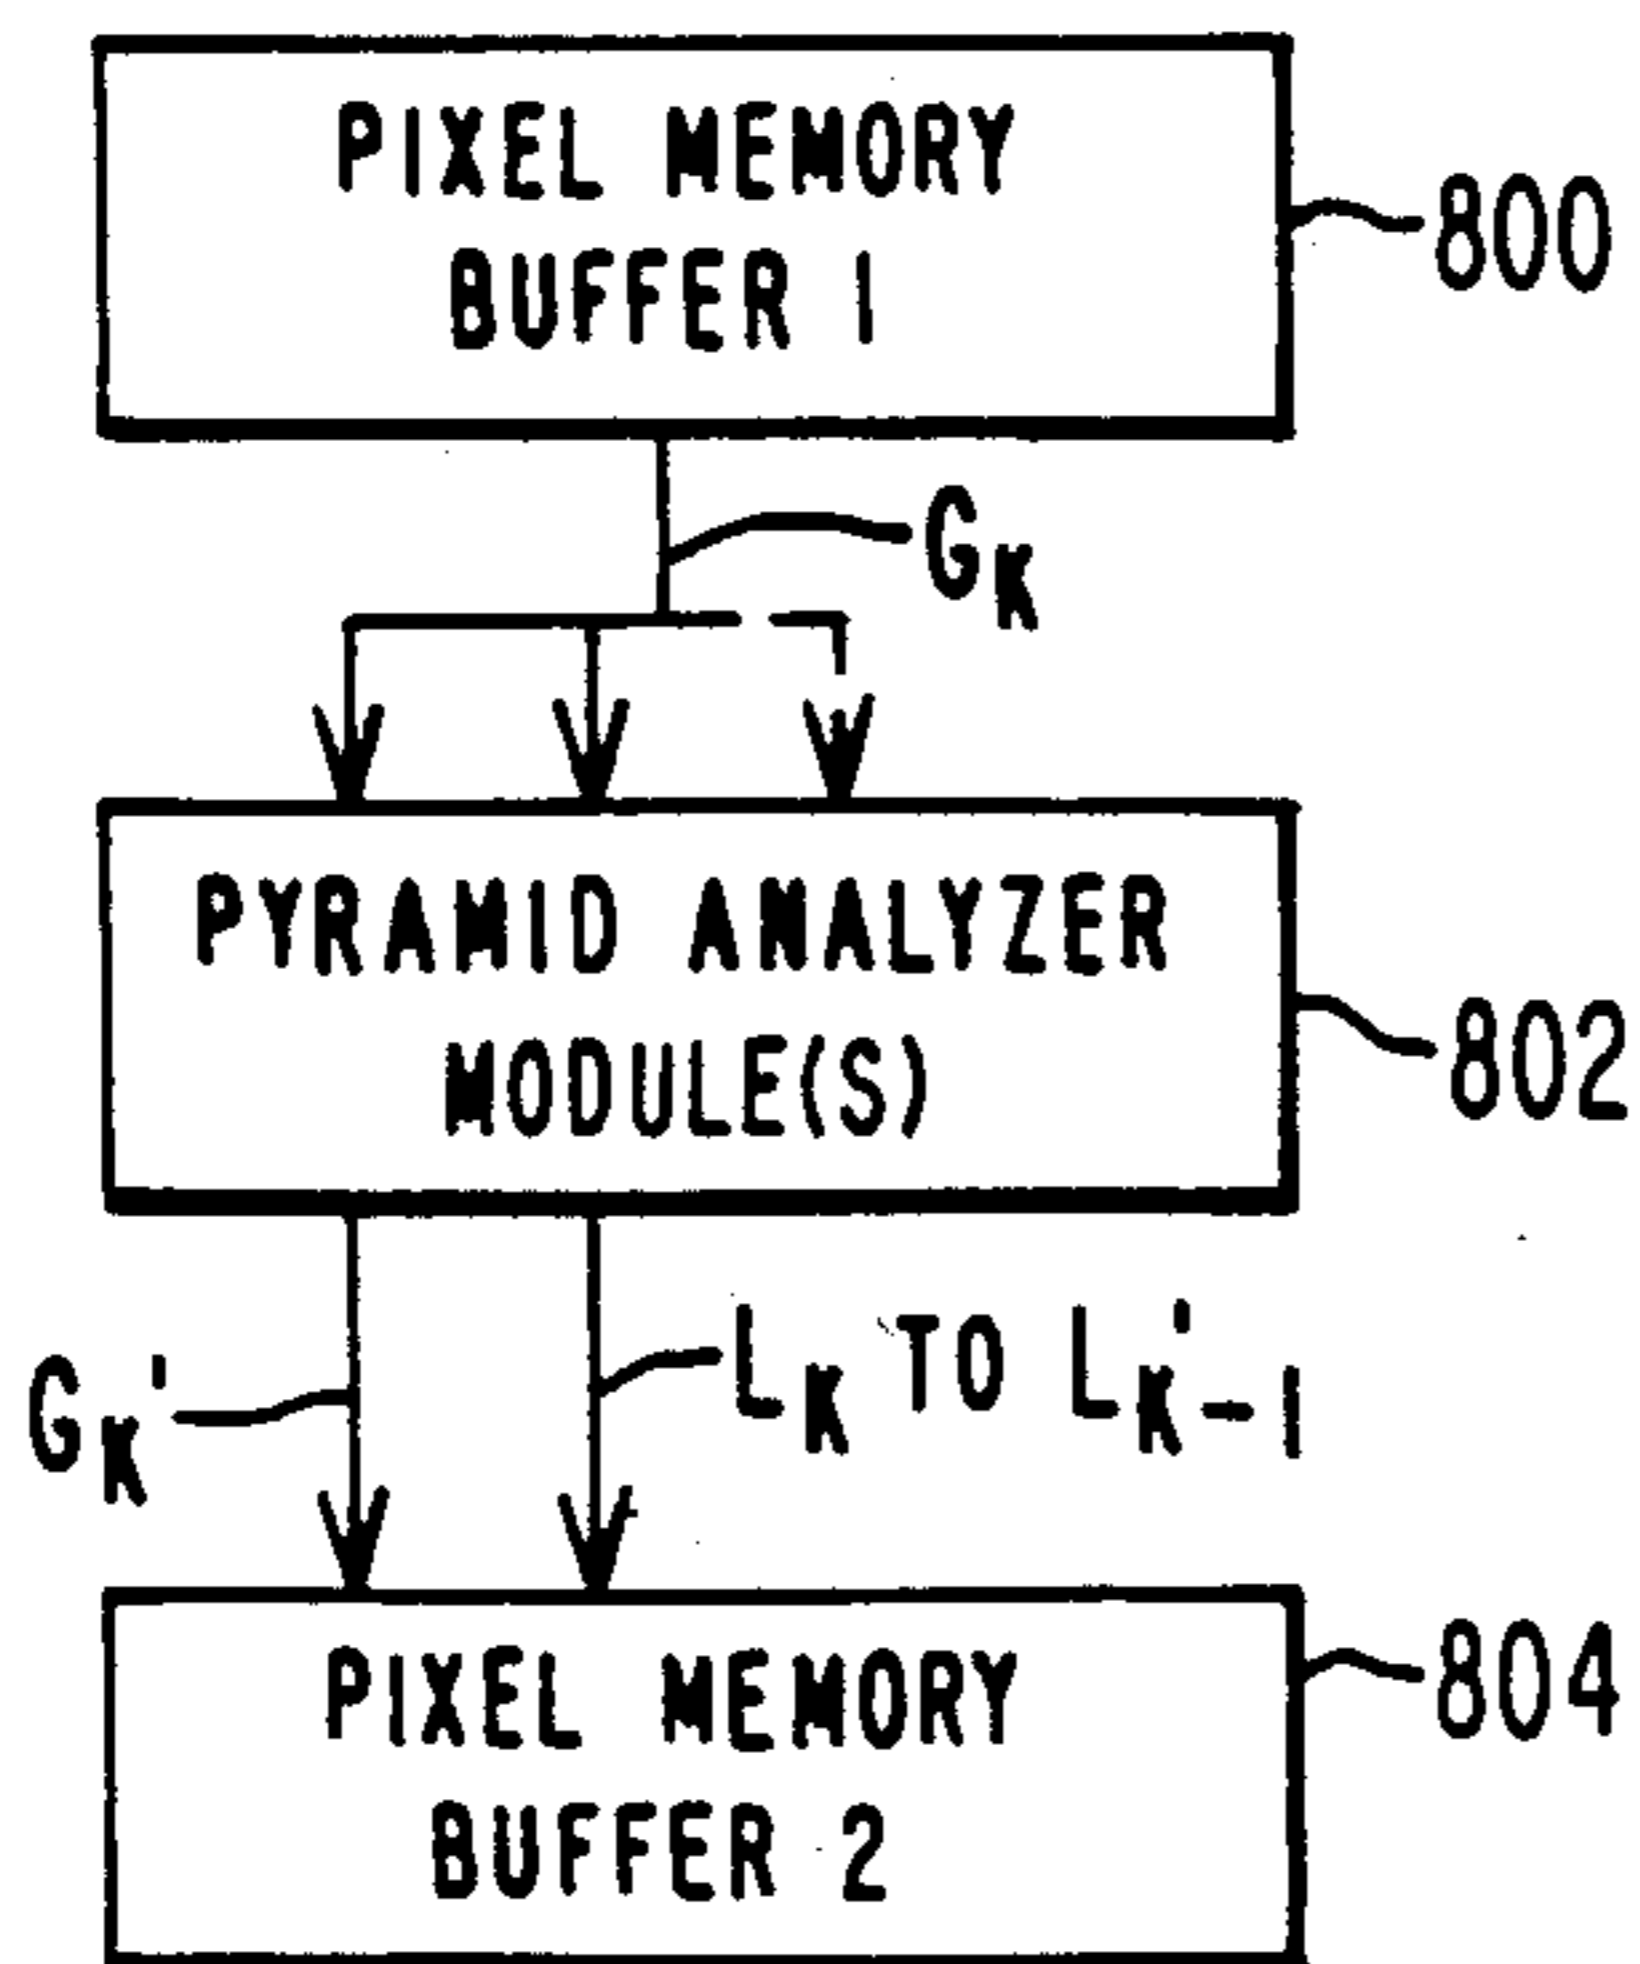 PIXEL MEMORY
BUFFER 1
800
G_K
PYRAMID ANALYZER
MODULE(S)
802
G_K'
L_K TO L_K'-1
PIXEL MEMORY
BUFFER 2
804